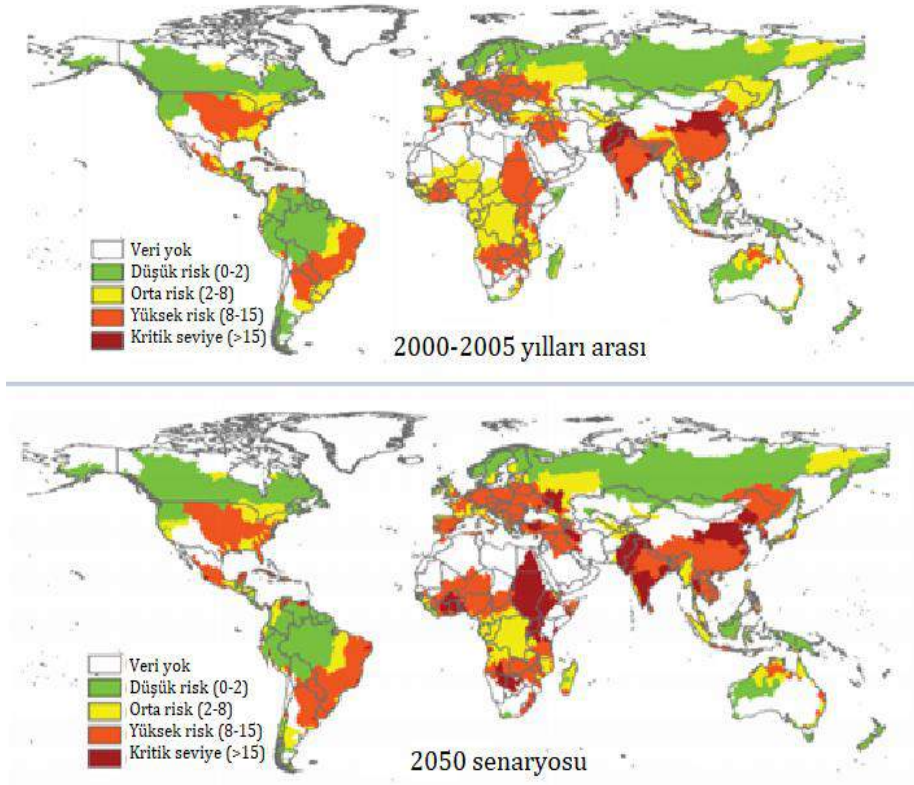 Veri yok
Düşük risk (0-2)
Orta risk (2-8)
Yüksek risk (8-15)
Kritik seviye (>15)
2000-2005 yılları arası
Veri yok
Düşük risk (0-2)
Orta risk (2-8)
Yüksek risk (8-15)
Kritik seviye (>15)
2050 senaryosu